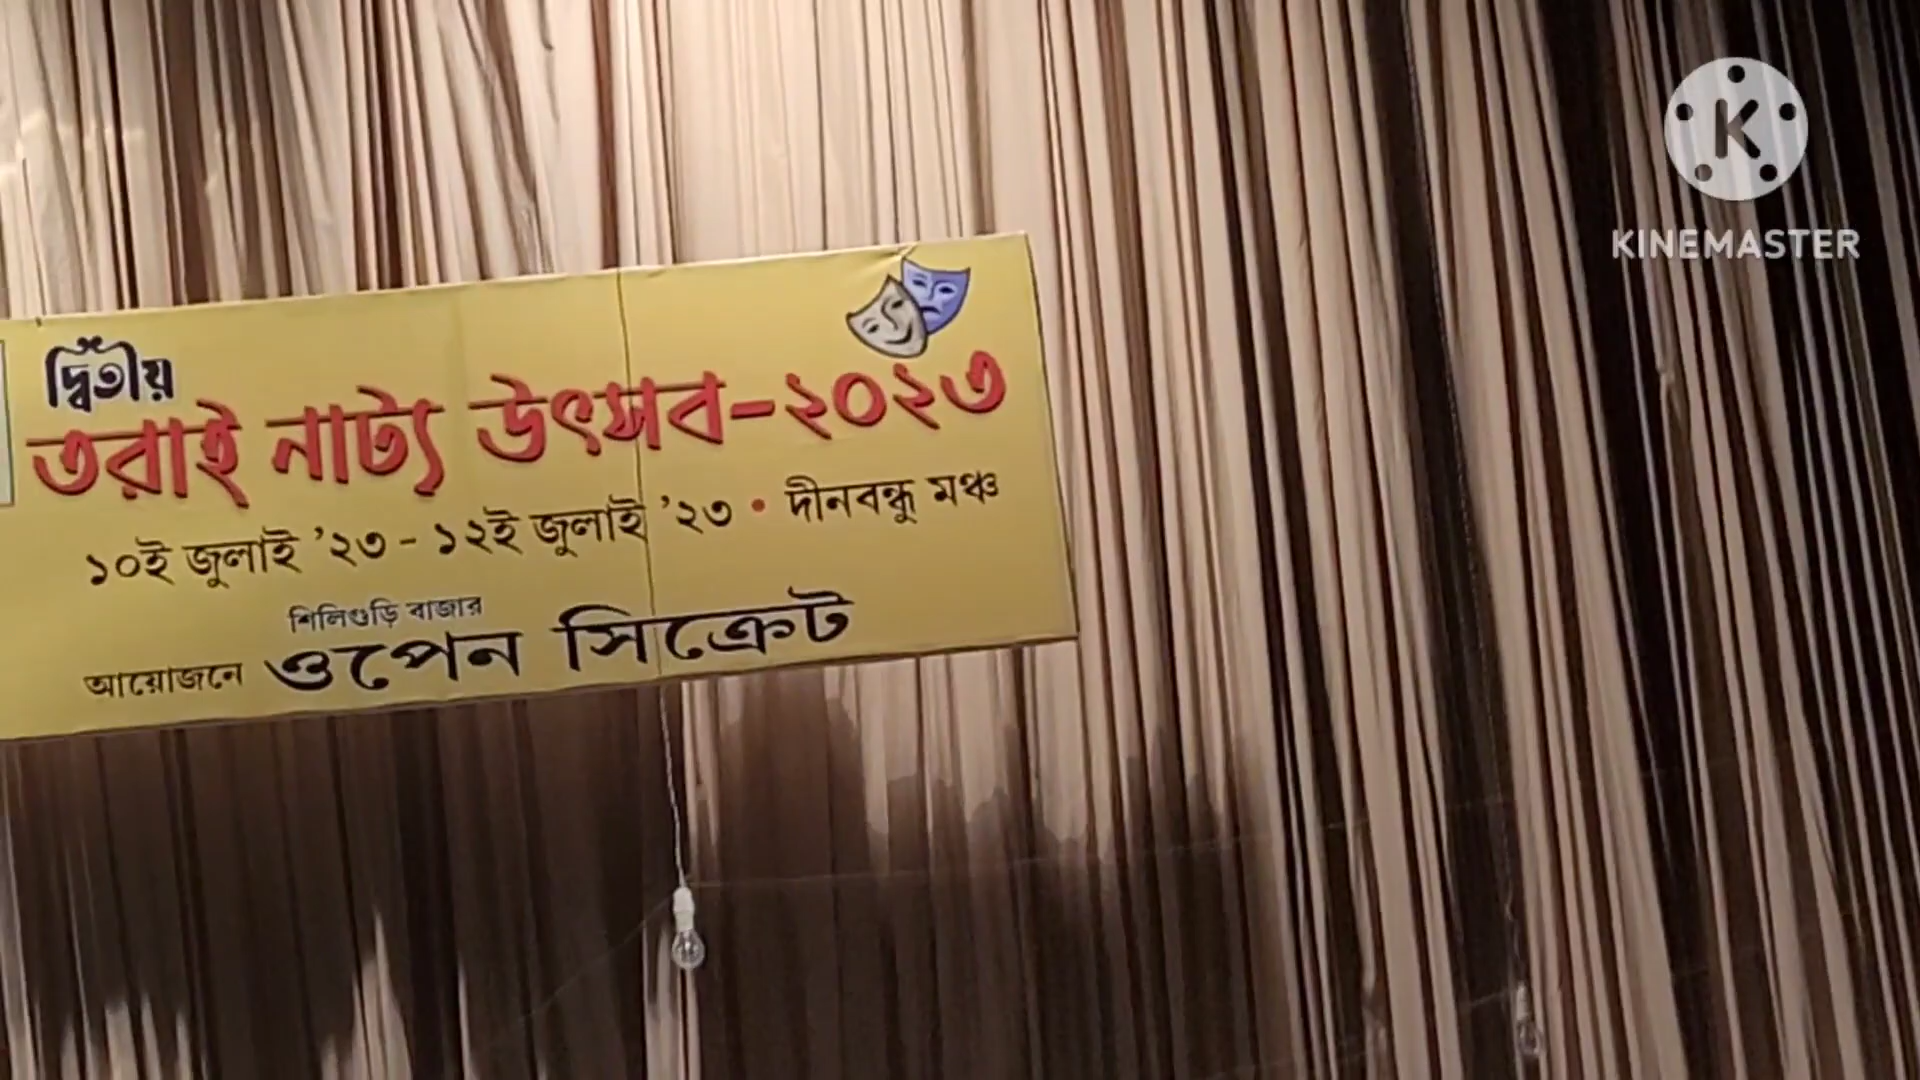 দ্বিতীয়
তরাই নাট্য উৎসব-২০২৩
১০ই জুলাই ’২৩ - ১২ই জুলাই ’২৩ • দীনবন্ধু মঞ্চ
শিলিগুড়ি বাজার
আয়োজনে ওপেন সিক্রেট
K
KINEMASTER